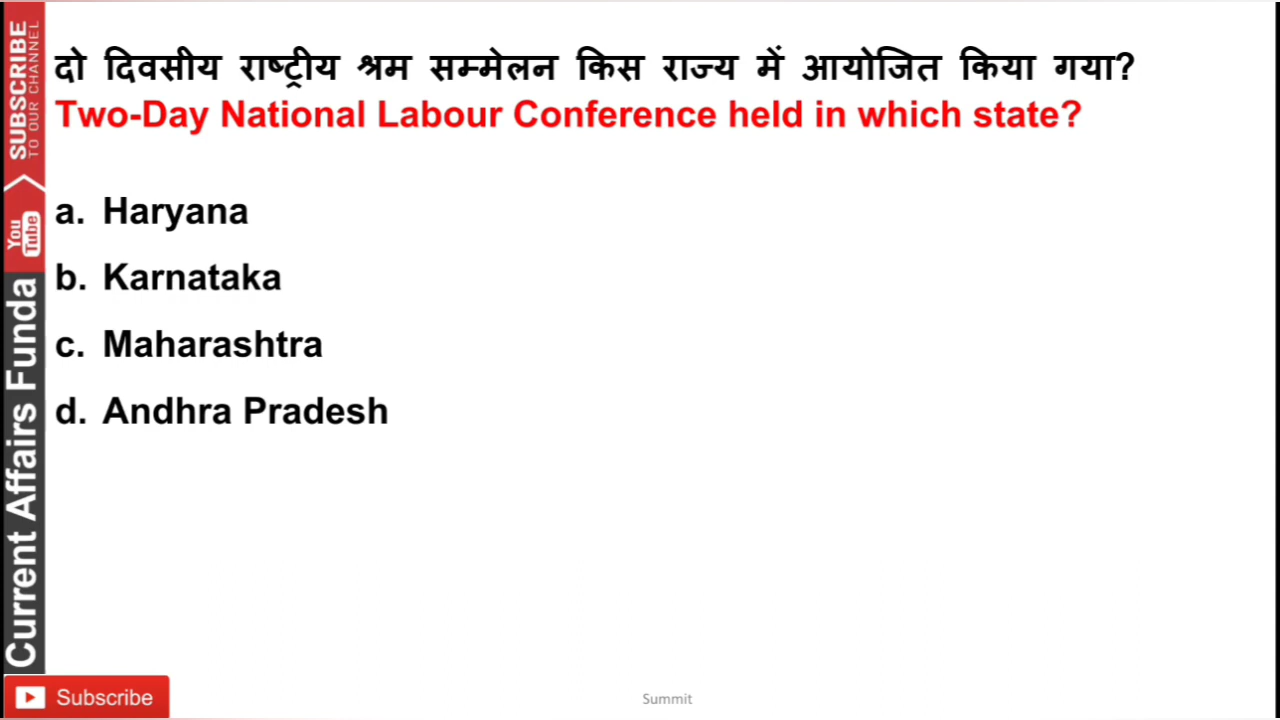 दो दिवसीय राष्ट्रीय श्रम सम्मेलन किस राज्य में आयोजित किया गया?
Two-Day National Labour Conference held in which state?
a. Haryana
b. Karnataka
c. Maharashtra
d. Andhra Pradesh
SUBSCRIBE
TO OUR CHANNEL
You
Tube
Current Affairs Funda
Subscribe
Summit